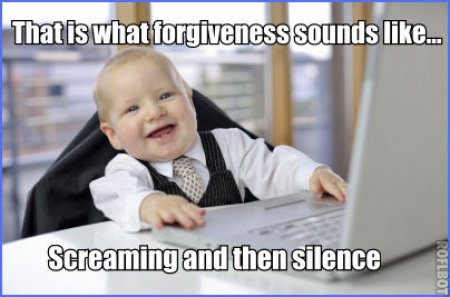 That is what forgiveness sounds like...
Screaming and then silence
ROFLBOT